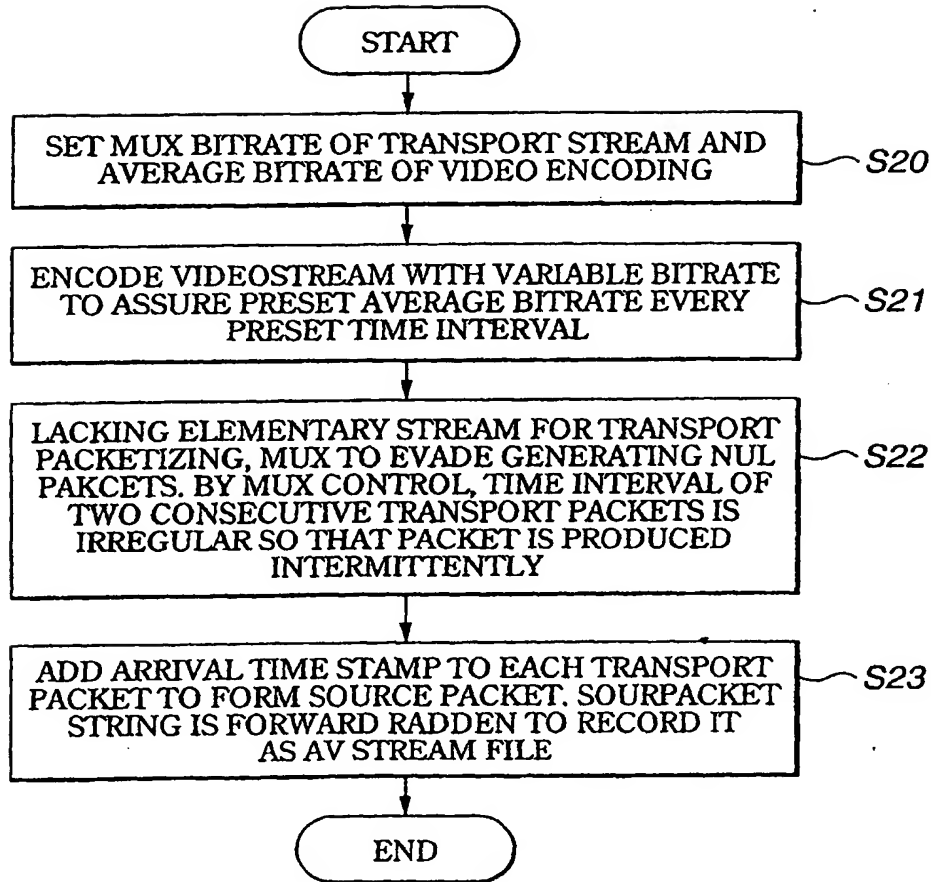 START
SET MUX BITRATE OF TRANSPORT STREAM AND
AVERAGE BITRATE OF VIDEO ENCODING
S20
ENCODE VIDEOSTREAM WITH VARIABLE BITRATE
TO ASSURE PRESET AVERAGE BITRATE EVERY
PRESET TIME INTERVAL
S21
LACKING ELEMENTARY STREAM FOR TRANSPORT
PACKETIZING, MUX TO EVADE GENERATING NUL
PAKCETS. BY MUX CONTROL, TIME INTERVAL OF
TWO CONSECUTIVE TRANSPORT PACKETS IS
IRREGULAR SO THAT PACKET IS PRODUCED
INTERMITTENTLY
S22
ADD ARRIVAL TIME STAMP TO EACH TRANSPORT
PACKET TO FORM SOURCE PACKET. SOURPACKET
STRING IS FORWARD RADDEN TO RECORD IT
AS AV STREAM FILE
S23
END